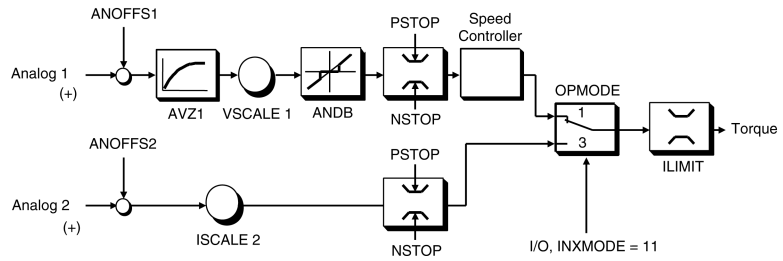 ANOFFS1
PSTOP
Speed
Controller
Analog 1
(+)
AVZ1
VSCALE 1
ANDB
NSTOP
OPMODE
1
3
Torque
ILIMIT
ANOFFS2
PSTOP
Analog 2
(+)
ISCALE 2
NSTOP
I/O, INXMODE = 11